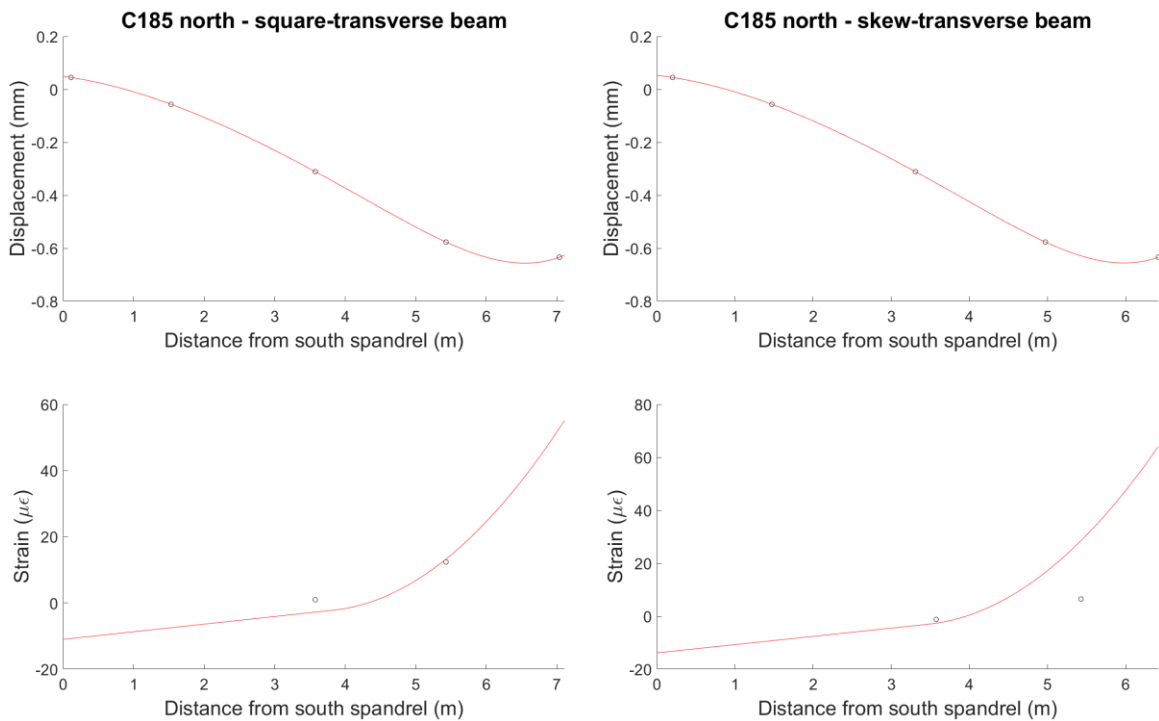 C185 north - square-transverse beam
0.2
0
-0.2
-0.4
-0.6
-0.8
Displacement (mm)
0 1 2 3 4 5 6 7
Distance from south spandrel (m)
C185 north - skew-transverse beam
0.2
0
-0.2
-0.4
-0.6
-0.8
Displacement (mm)
0 1 2 3 4 5 6
Distance from south spandrel (m)
60
40
20
0
-20
Strain (με)
0 1 2 3 4 5 6 7
Distance from south spandrel (m)
80
60
40
20
0
-20
Strain (με)
0 1 2 3 4 5 6
Distance from south spandrel (m)